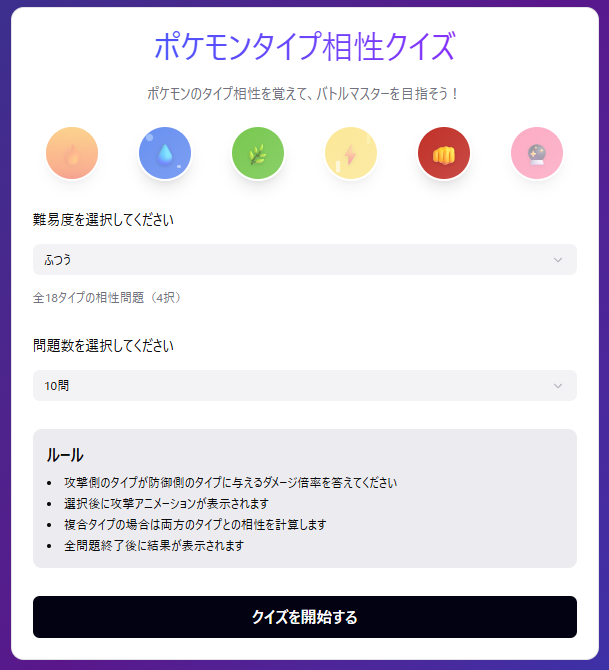 ポケモンタイプ相性クイズ
ポケモンのタイプ相性を覚えて、バトルマスターを目指そう！
難易度を選択してください
ふつう
全18タイプの相性問題（4択）
問題数を選択してください
10問
ルール
• 攻撃側のタイプが防御側のタイプに与えるダメージ倍率を答えてください
• 選択後に攻撃アニメーションが表示されます
• 複合タイプの場合は両方のタイプとの相性を計算します
• 全問題終了後に結果が表示されます
クイズを開始する